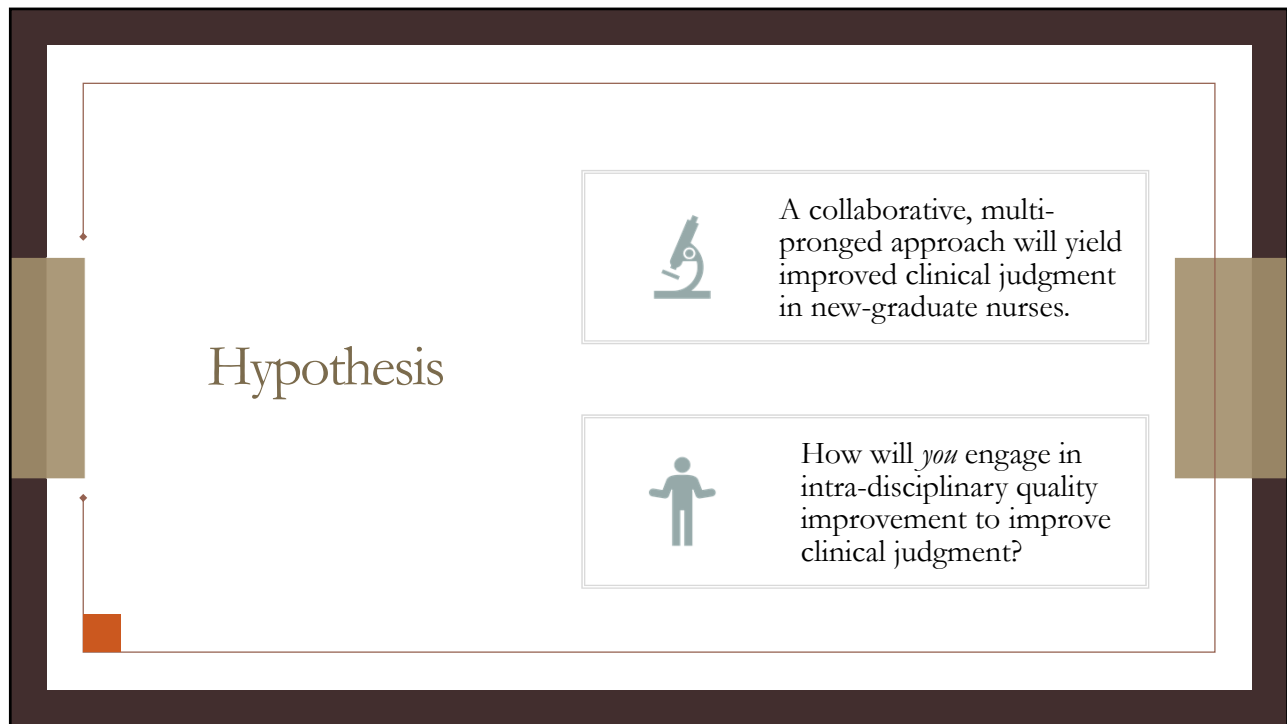 Hypothesis
A collaborative, multi-
pronged approach will yield
improved clinical judgment
in new-graduate nurses.
How will you engage in
intra-disciplinary quality
improvement to improve
clinical judgment?